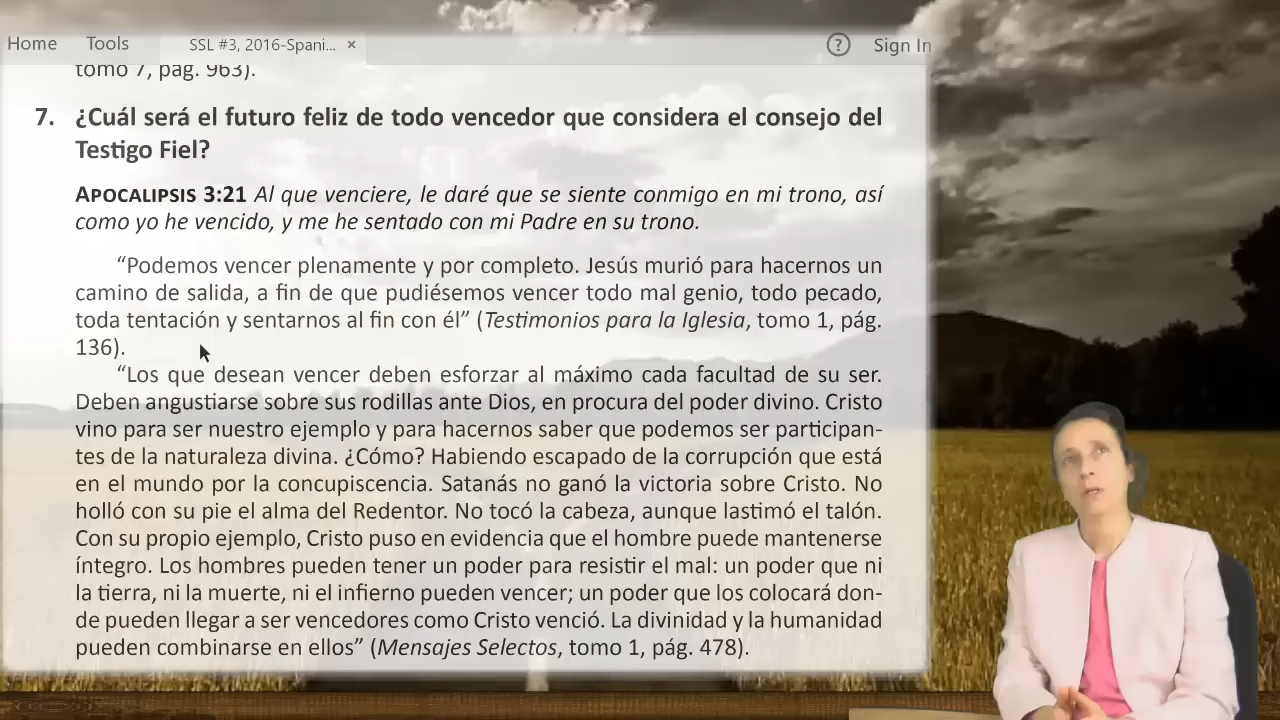 Home Tools SSL #3, 2016-Spani... × ? Sign In
tomo 7, pág. 963).
7. ¿Cuál será el futuro feliz de todo vencedor que considera el consejo del
Testigo Fiel?
APOCALIPSIS 3:21 Al que venciere, le daré que se siente conmigo en mi trono, así
como yo he vencido, y me he sentado con mi Padre en su trono.
“Podemos vencer plenamente y por completo. Jesús murió para hacernos un
camino de salida, a fin de que pudiésemos vencer todo mal genio, todo pecado,
toda tentación y sentarnos al fin con él” (Testimonios para la Iglesia, tomo 1, pág.
136).
“Los que desean vencer deben esforzar al máximo cada facultad de su ser.
Deben angustiarse sobre sus rodillas ante Dios, en procura del poder divino. Cristo
vino para ser nuestro ejemplo y para hacernos saber que podemos ser participan-
tes de la naturaleza divina. ¿Cómo? Habiendo escapado de la corrupción que está
en el mundo por la concupiscencia. Satanás no ganó la victoria sobre Cristo. No
holló con su pie el alma del Redentor. No tocó la cabeza, aunque lastimó el talón.
Con su propio ejemplo, Cristo puso en evidencia que el hombre puede mantenerse
íntegro. Los hombres pueden tener un poder para resistir el mal: un poder que ni
la tierra, ni la muerte, ni el infierno pueden vencer; un poder que los colocará don-
de pueden llegar a ser vencedores como Cristo venció. La divinidad y la humanidad
pueden combinarse en ellos” (Mensajes Selectos, tomo 1, pág. 478).